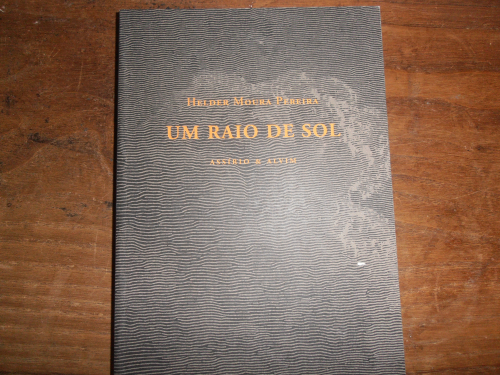 HELDER MOURA PEREIRA
UM RAIO DE SOL
ASSÍRIO & ALVIM